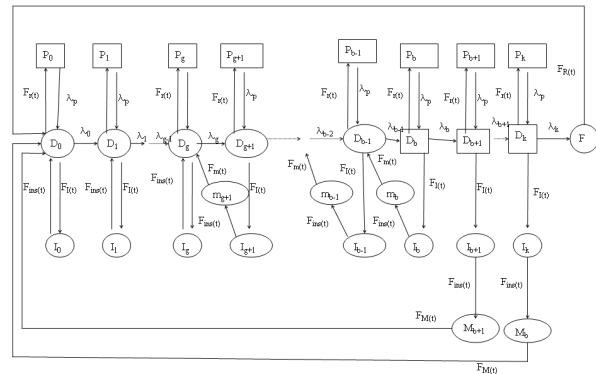 P0 P1 Pg Pg+1 Pb-1 Pb Pb+1 Pk
Fr(t) λp λp Fr(t) λp Fr(t) λp Fr(t) λp Fr(t) λp Fr(t) λp Fr(t) λp FR(t)
D0 λ0 D1 λ1 λg-1 Dg λg Dg+1 λb-2 Db-1 λb-1 Db λb Db+1 λb+1 Dk λk F
Fins(t) FI(t) Fins(t) FI(t) Fins(t) Fm(t) FI(t) Fm(t) FI(t) Fm(t) FI(t) FI(t) FI(t)
mg+1 mb-1 mb
Fins(t) Fins(t) Fins(t) Fins(t)
I0 I1 Ig Ig+1 Ib-1 Ib Ib+1 Ik
Fins(t) Fins(t)
FM(t) Mb+1 Mb
FM(t)